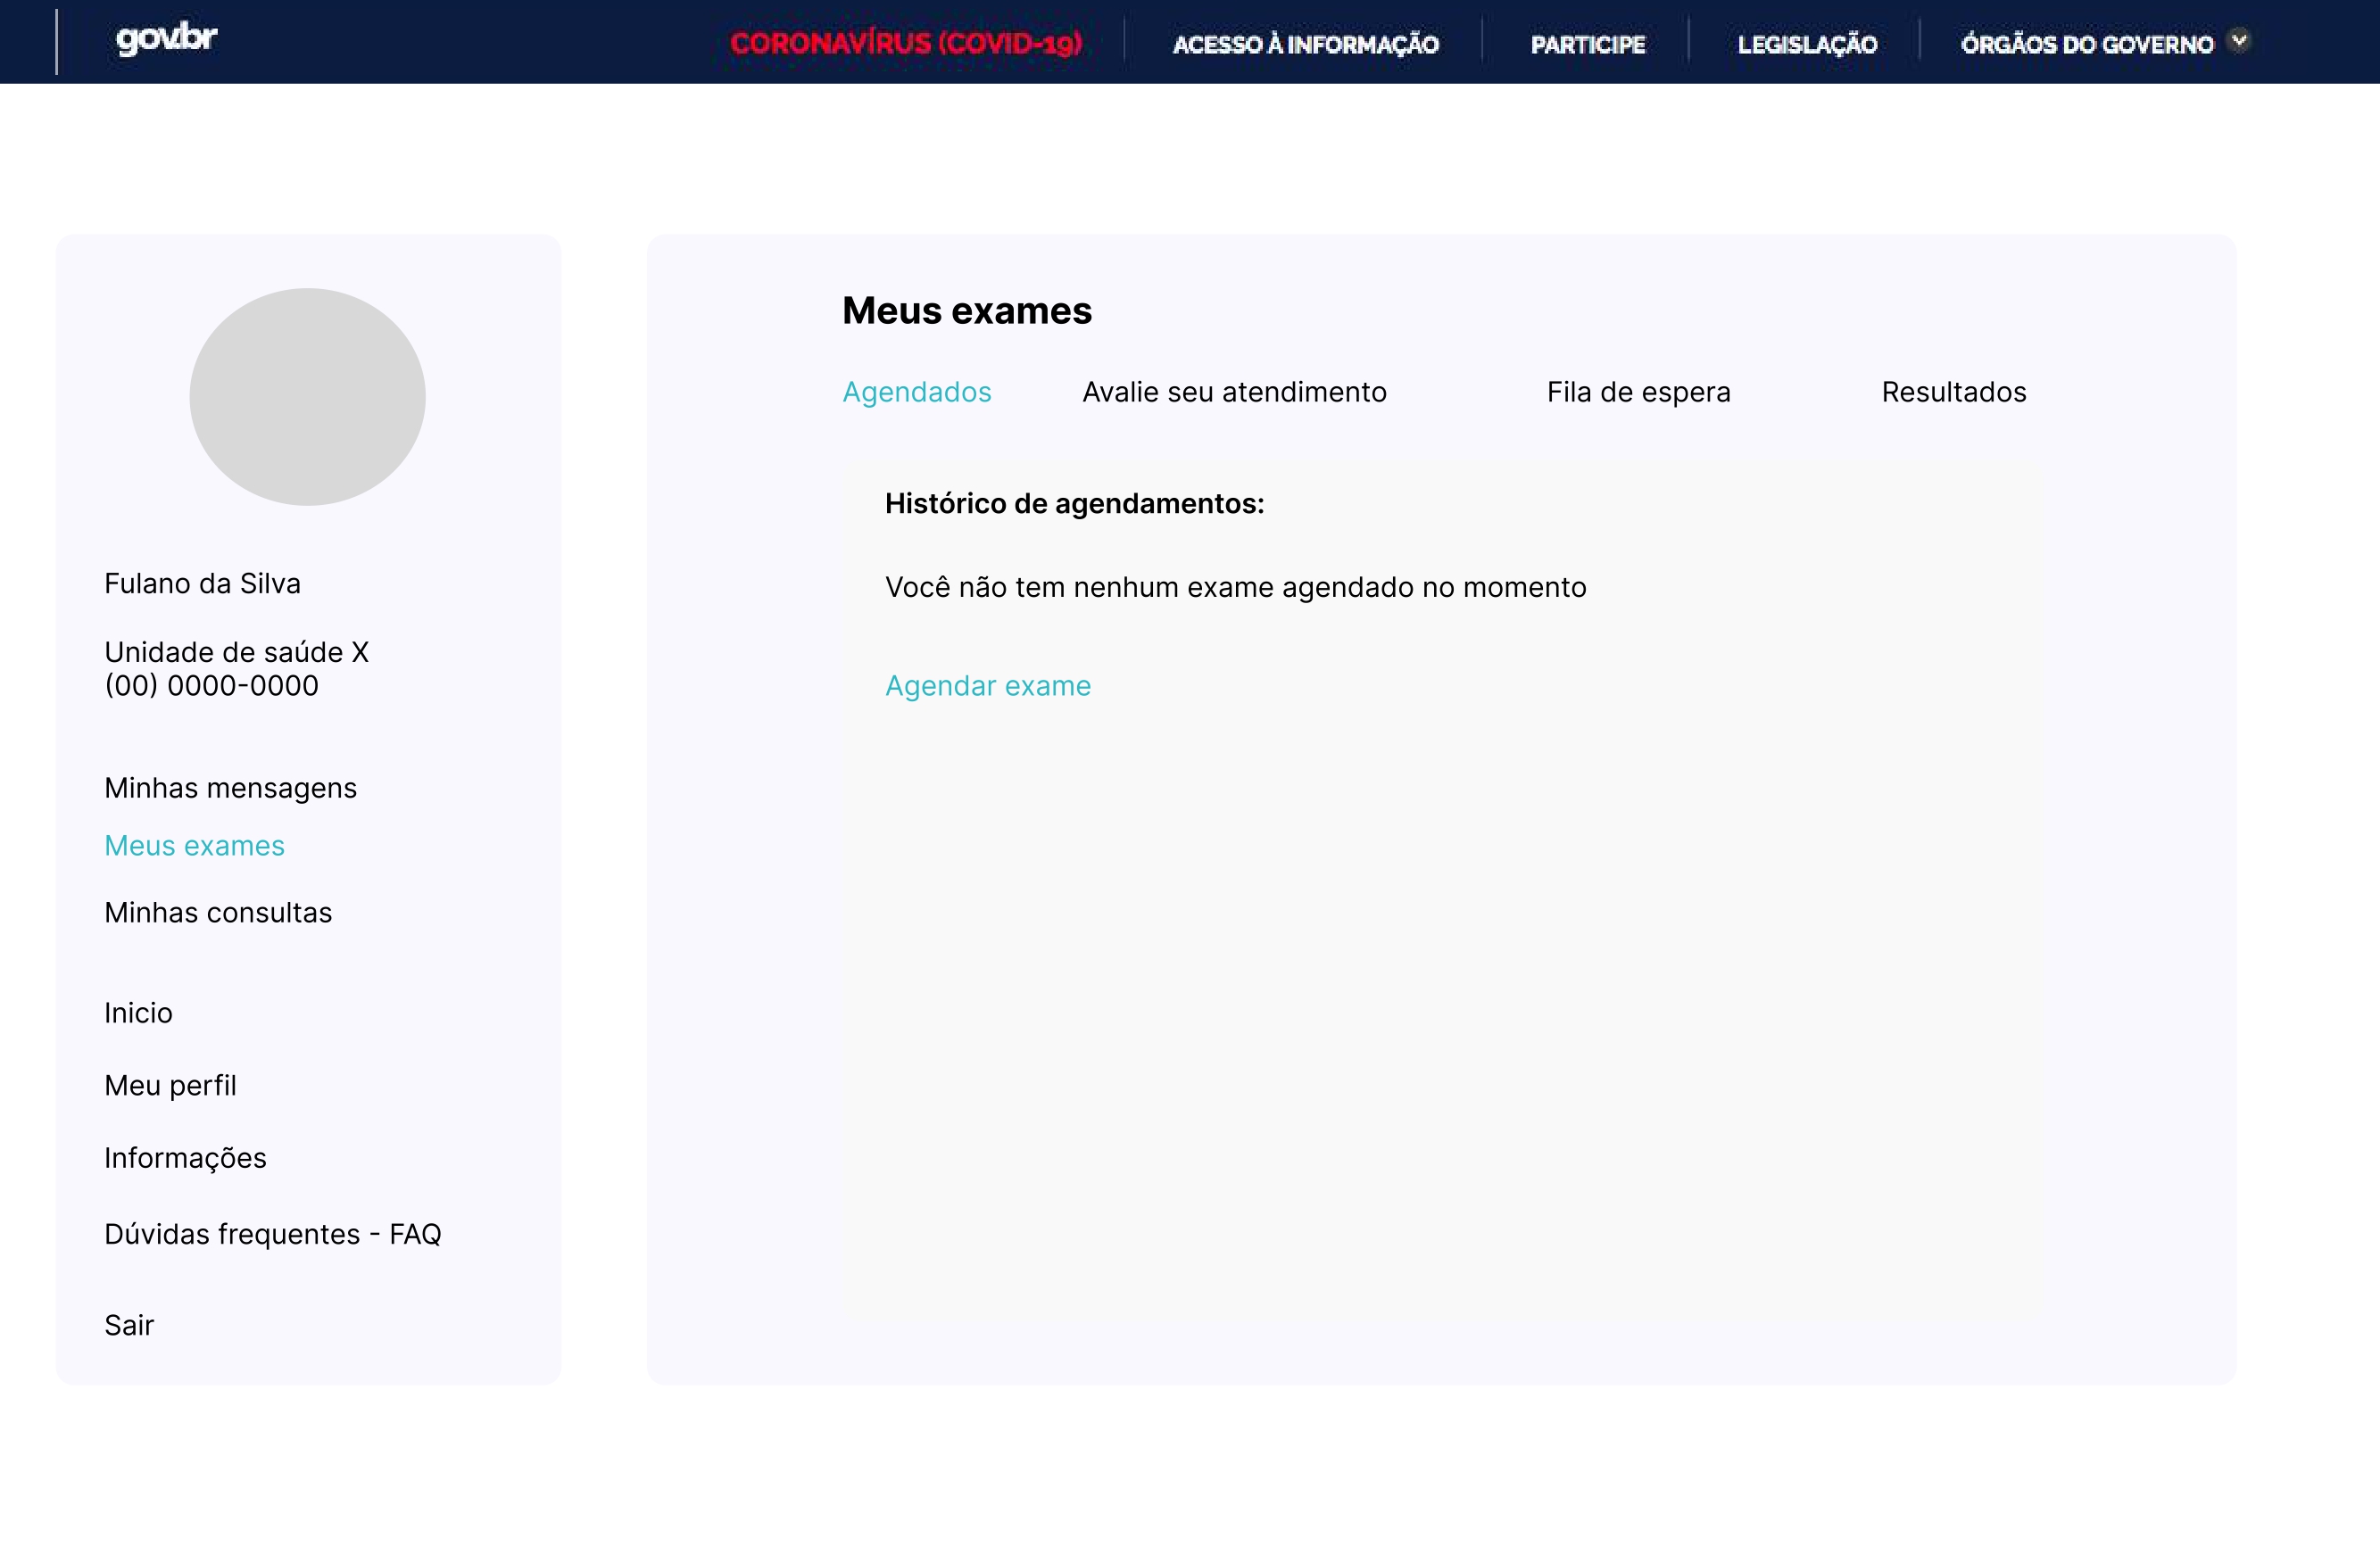 gov.br
CORONAVÍRUS (COVID-19)
ACESSO À INFORMAÇÃO
PARTICIPE
LEGISLAÇÃO
ÓRGÃOS DO GOVERNO
Fulano da Silva
Unidade de saúde X
(00) 0000-0000
Minhas mensagens
Meus exames
Minhas consultas
Inicio
Meu perfil
Informações
Dúvidas frequentes - FAQ
Sair
Meus exames
Agendados
Avalie seu atendimento
Fila de espera
Resultados
Histórico de agendamentos:
Você não tem nenhum exame agendado no momento
Agendar exame